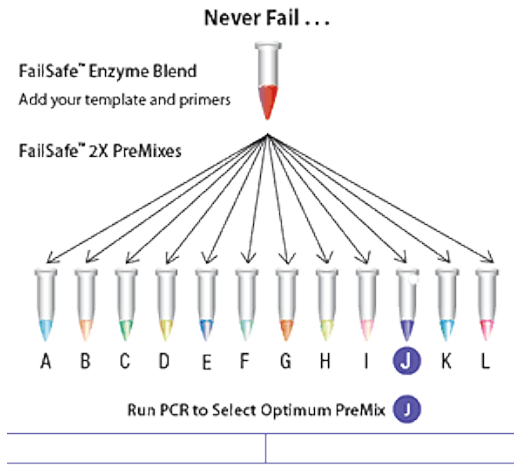 Never Fail . . .
FailSafe™ Enzyme Blend
Add your template and primers
FailSafe™ 2X PreMixes
A B C D E F G H I J K L
Run PCR to Select Optimum PreMix J